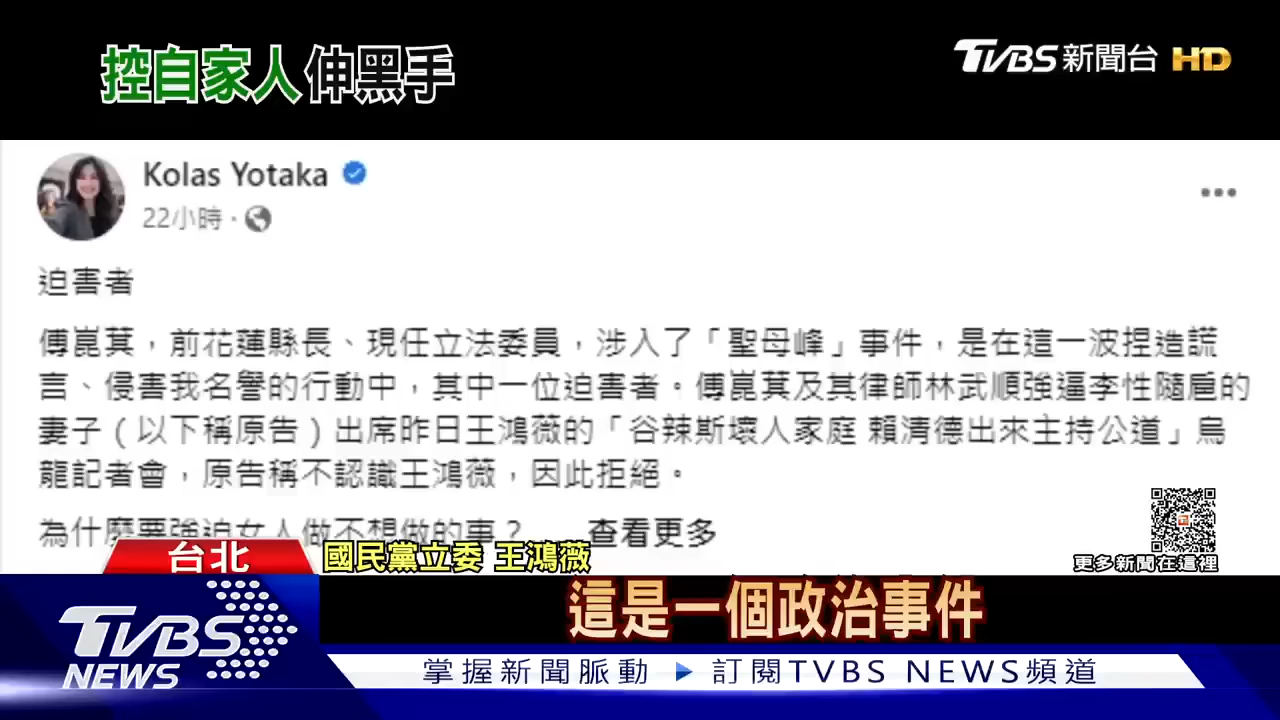 控自家人伸黑手
TVBS新聞台 HD
Kolas Yotaka
22小時
迫害者
傅崐萁，前花蓮縣長、現任立法委員，涉入了「聖母峰」事件，是在這一波捏造謊
言、侵害我名譽的行動中，其中一位迫害者。傅崐萁及其律師林武順強逼李性隨扈的
妻子（以下稱原告）出席昨日王鴻薇的「谷辣斯壞人家庭 賴清德出來主持公道」烏
龍記者會，原告稱不認識王鴻薇，因此拒絕。
為什麼要強迫女人做不想做的事？... 查看更多
更多新聞在這裡
台北
國民黨立委 王鴻薇
這是一個政治事件
TVBS NEWS
掌握新聞脈動 訂閱TVBS NEWS頻道